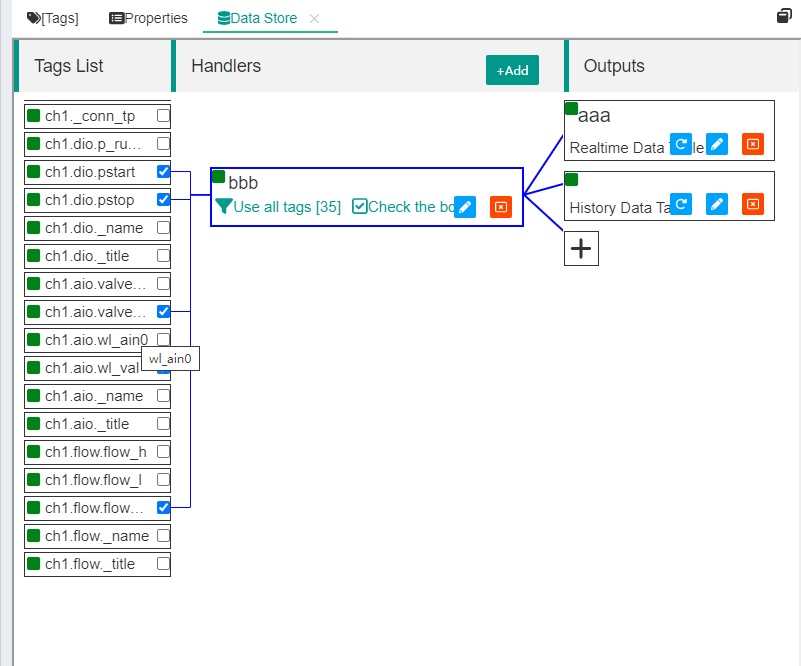 [Tags] Properties Data Store
Tags List Handlers +Add Outputs
ch1._conn_tp
ch1.dio.p_ru...
ch1.dio.pstart
ch1.dio.pstop
ch1.dio._name
ch1.dio._title
ch1.aio.valve...
ch1.aio.valve...
ch1.aio.wl_ain0
wl_ain0
ch1.aio.wl_val
ch1.aio._name
ch1.aio._title
ch1.flow.flow_h
ch1.flow.flow_l
ch1.flow.flow...
ch1.flow._name
ch1.flow._title
bbb
Use all tags [35] Check the bo
aaa
Realtime Data T le
History Data Ta